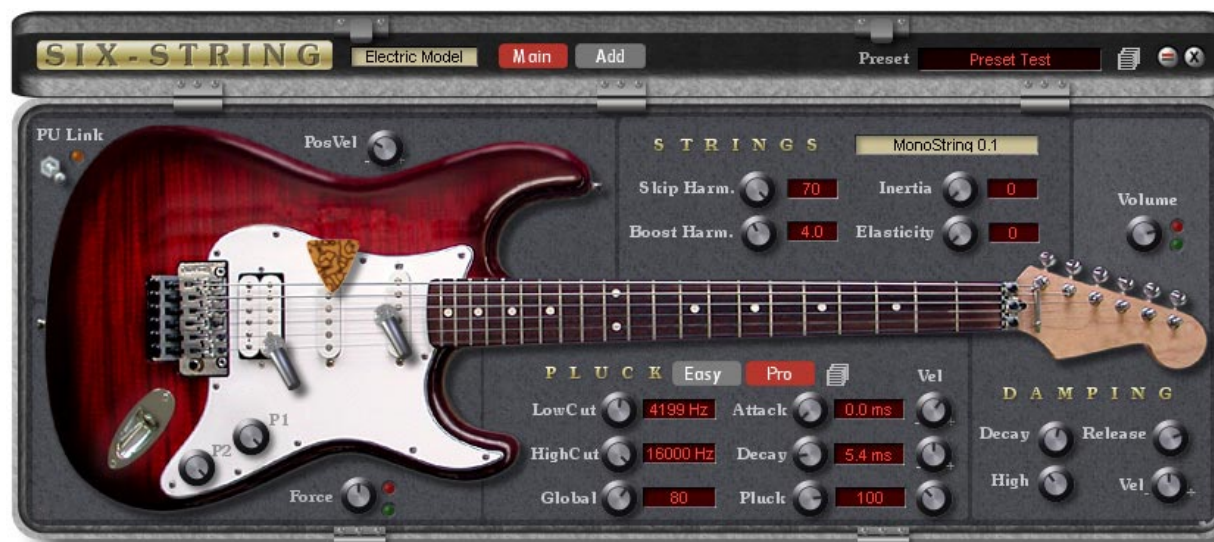 SIX-STRING Electric Model Main Add Preset Preset Test X
PU Link
PosVel
- +
STRINGS MonoString 0.1
Skip Harm. 70 Inertia 0
Boost Harm. 4.0 Elasticity 0
Volume
P1
P2
Force
PLUCK Easy Pro Vel
LowCut 4199 Hz Attack 0.0 ms - +
HighCut 16000 Hz Decay 5.4 ms - +
Global 80 Pluck 100
DAMPING
Decay Release
High Vel - +